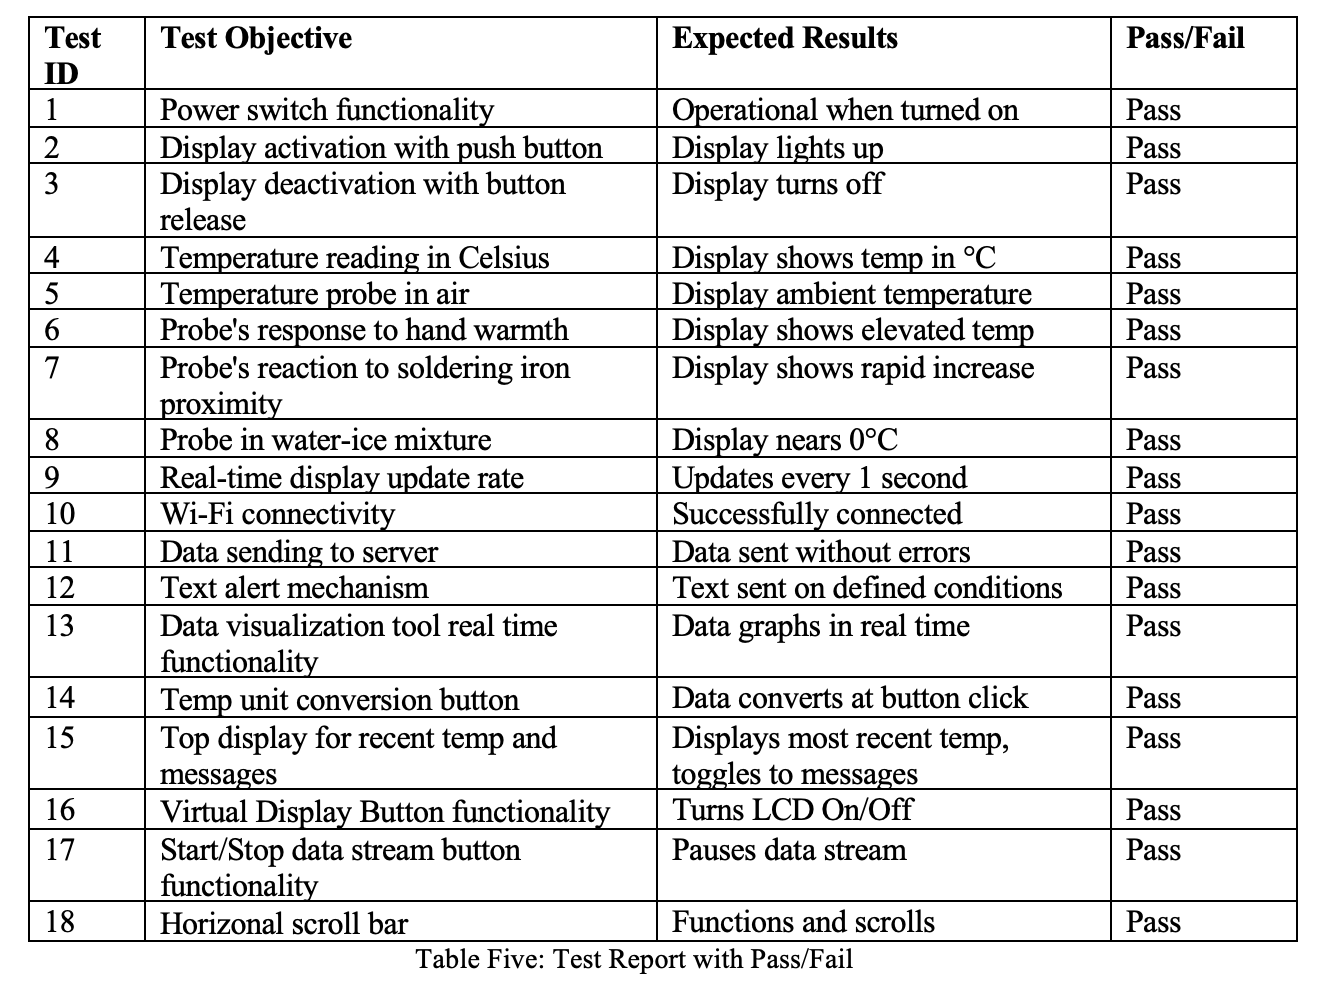 Test ID Test Objective Expected Results Pass/Fail
1 Power switch functionality Operational when turned on Pass
2 Display activation with push button Display lights up Pass
3 Display deactivation with button release Display turns off Pass
4 Temperature reading in Celsius Display shows temp in °C Pass
5 Temperature probe in air Display ambient temperature Pass
6 Probe's response to hand warmth Display shows elevated temp Pass
7 Probe's reaction to soldering iron proximity Display shows rapid increase Pass
8 Probe in water-ice mixture Display nears 0°C Pass
9 Real-time display update rate Updates every 1 second Pass
10 Wi-Fi connectivity Successfully connected Pass
11 Data sending to server Data sent without errors Pass
12 Text alert mechanism Text sent on defined conditions Pass
13 Data visualization tool real time functionality Data graphs in real time Pass
14 Temp unit conversion button Data converts at button click Pass
15 Top display for recent temp and messages Displays most recent temp, toggles to messages Pass
16 Virtual Display Button functionality Turns LCD On/Off Pass
17 Start/Stop data stream button functionality Pauses data stream Pass
18 Horizonal scroll bar Functions and scrolls Pass
Table Five: Test Report with Pass/Fail